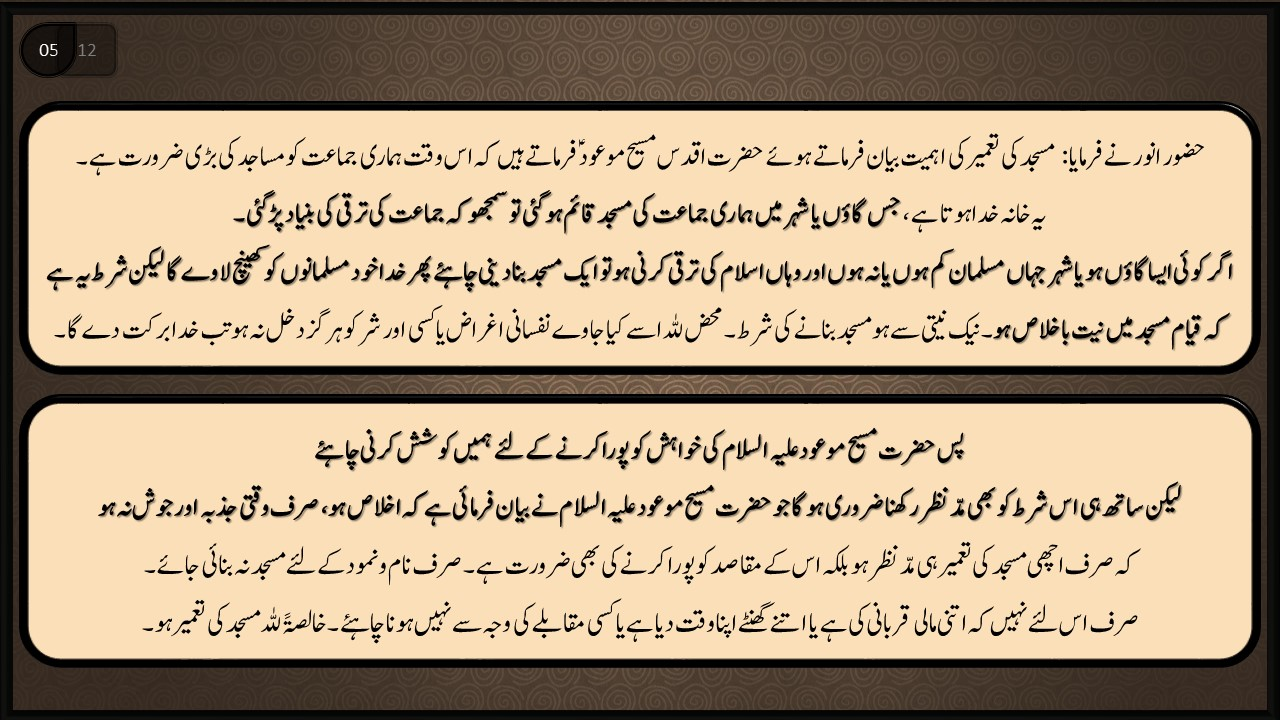 05 12
حضور انور نے فرمایا: مسجد کی تعمیر کی اہمیت بیان فرماتے ہوئے حضرت اقدس مسیح موعودؑ فرماتے ہیں کہ اس وقت ہماری جماعت کو مساجد کی بڑی ضرورت ہے۔
یہ خانہ خدا ہوتا ہے، جس گاؤں یا شہر میں ہماری جماعت کی مسجد قائم ہو گئی تو سمجھو کہ جماعت کی ترقی کی بنیاد پڑ گئی۔
اگر کوئی ایسا گاؤں ہو یا شہر جہاں مسلمان کم ہوں یا نہ ہوں اور وہاں اسلام کی ترقی کرنی ہو تو ایک مسجد بنا دینی چاہئے پھر خدا خود مسلمانوں کو کھینچ لاوے گا لیکن شرط یہ ہے
کہ قیام مسجد میں نیت با خلاص ہو۔ نیک نیتی سے ہو مسجد بنانے کی شرط۔ محض للہ اسے کیا جاوے نفسانی اغراض یا کسی اور شر کو ہرگز دخل نہ ہو تب خدا برکت دے گا۔
پس حضرت مسیح موعود علیہ السلام کی خواہش کو پورا کرنے کے لئے ہمیں کوشش کرنی چاہئے
لیکن ساتھ ہی اس شرط کو بھی مدّ نظر رکھنا ضروری ہو گا جو حضرت مسیح موعود علیہ السلام نے بیان فرمائی ہے کہ اخلاص ہو، صرف وقتی جذبہ اور جوش نہ ہو
کہ صرف اچھی مسجد کی تعمیر ہی مدّ نظر ہو بلکہ اس کے مقاصد کو پورا کرنے کی بھی ضرورت ہے۔ صرف نام و نمود کے لئے مسجد نہ بنائی جائے۔
صرف اس لئے نہیں کہ اتنی مالی قربانی کی ہے یا اتنے گھنٹے اپنا وقت دیا ہے یا کسی مقابلے کی وجہ سے نہیں ہونا چاہئے۔ خالصۃً للہ مسجد کی تعمیر ہو۔